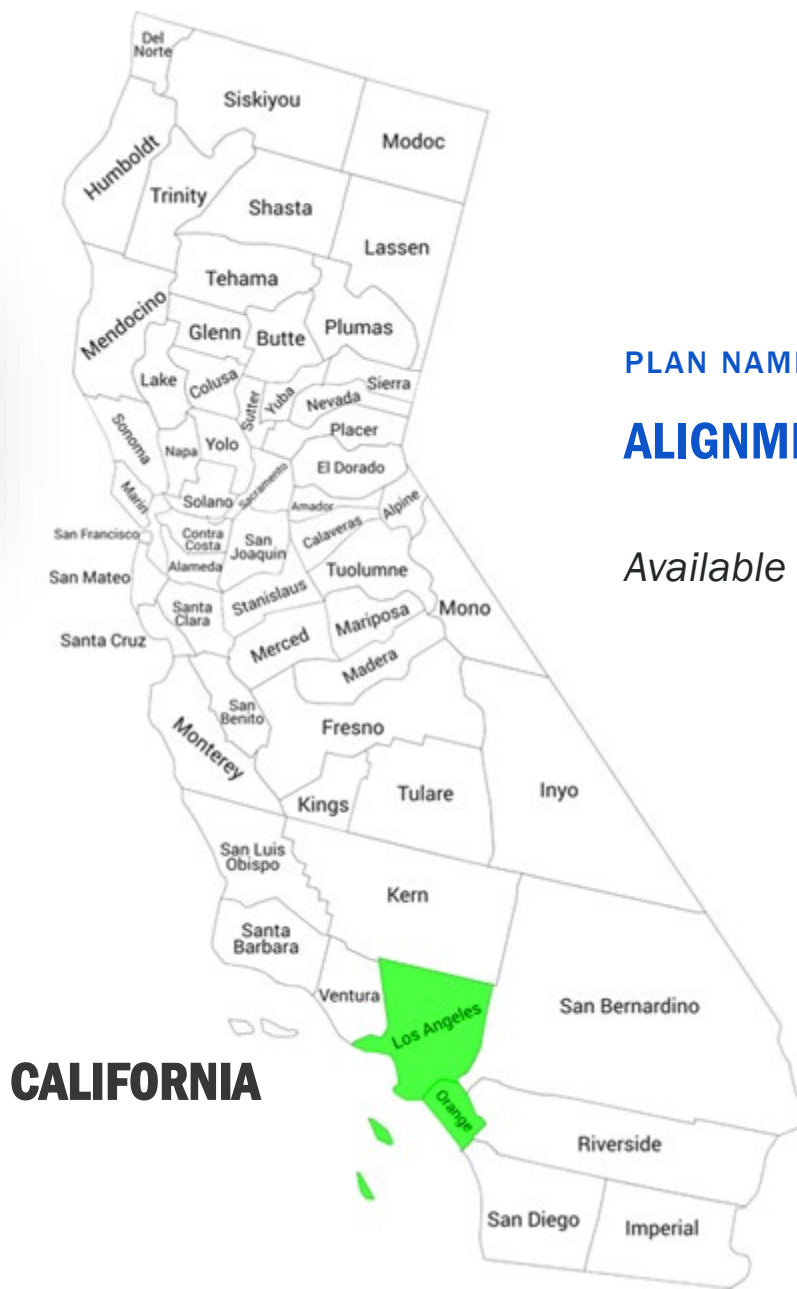 Del
Norte
Siskiyou
Modoc
Humboldt
Trinity
Shasta
Lassen
Tehama
Mendocino
Glenn
Butte
Plumas
Lake
Colusa
Sutter
Yuba
Nevada
Sierra
Placer
Sonoma
Napa
Yolo
El Dorado
Marin
Solano
Sacramento
Amador
Alpine
San Francisco
Contra
Costa
San
Joaquin
Calaveras
Alameda
San Mateo
Tuolumne
Santa
Clara
Stanislaus
Mono
Santa Cruz
Merced
Mariposa
Madera
San
Benito
Fresno
Monterey
Kings
Tulare
Inyo
San Luis
Obispo
Kern
Santa
Barbara
Ventura
Los Angeles
San Bernardino
Orange
Riverside
San Diego
Imperial
CALIFORNIA
PLAN NAM
ALIGNM
Available